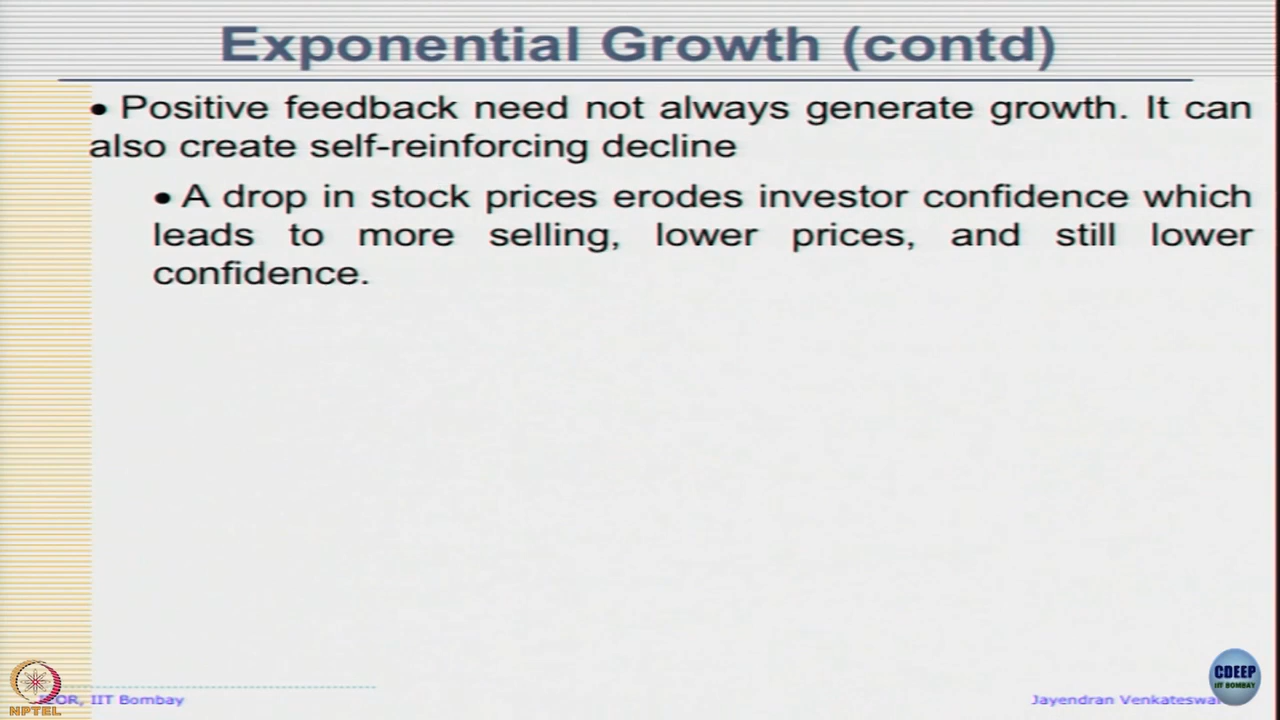 Exponential Growth (contd)
• Positive feedback need not always generate growth. It can
also create self-reinforcing decline
• A drop in stock prices erodes investor confidence which
leads to more selling, lower prices, and still lower
confidence.
IIT Bombay
Jayendran
CDEEP
IIT BOMBAY
NPTEL